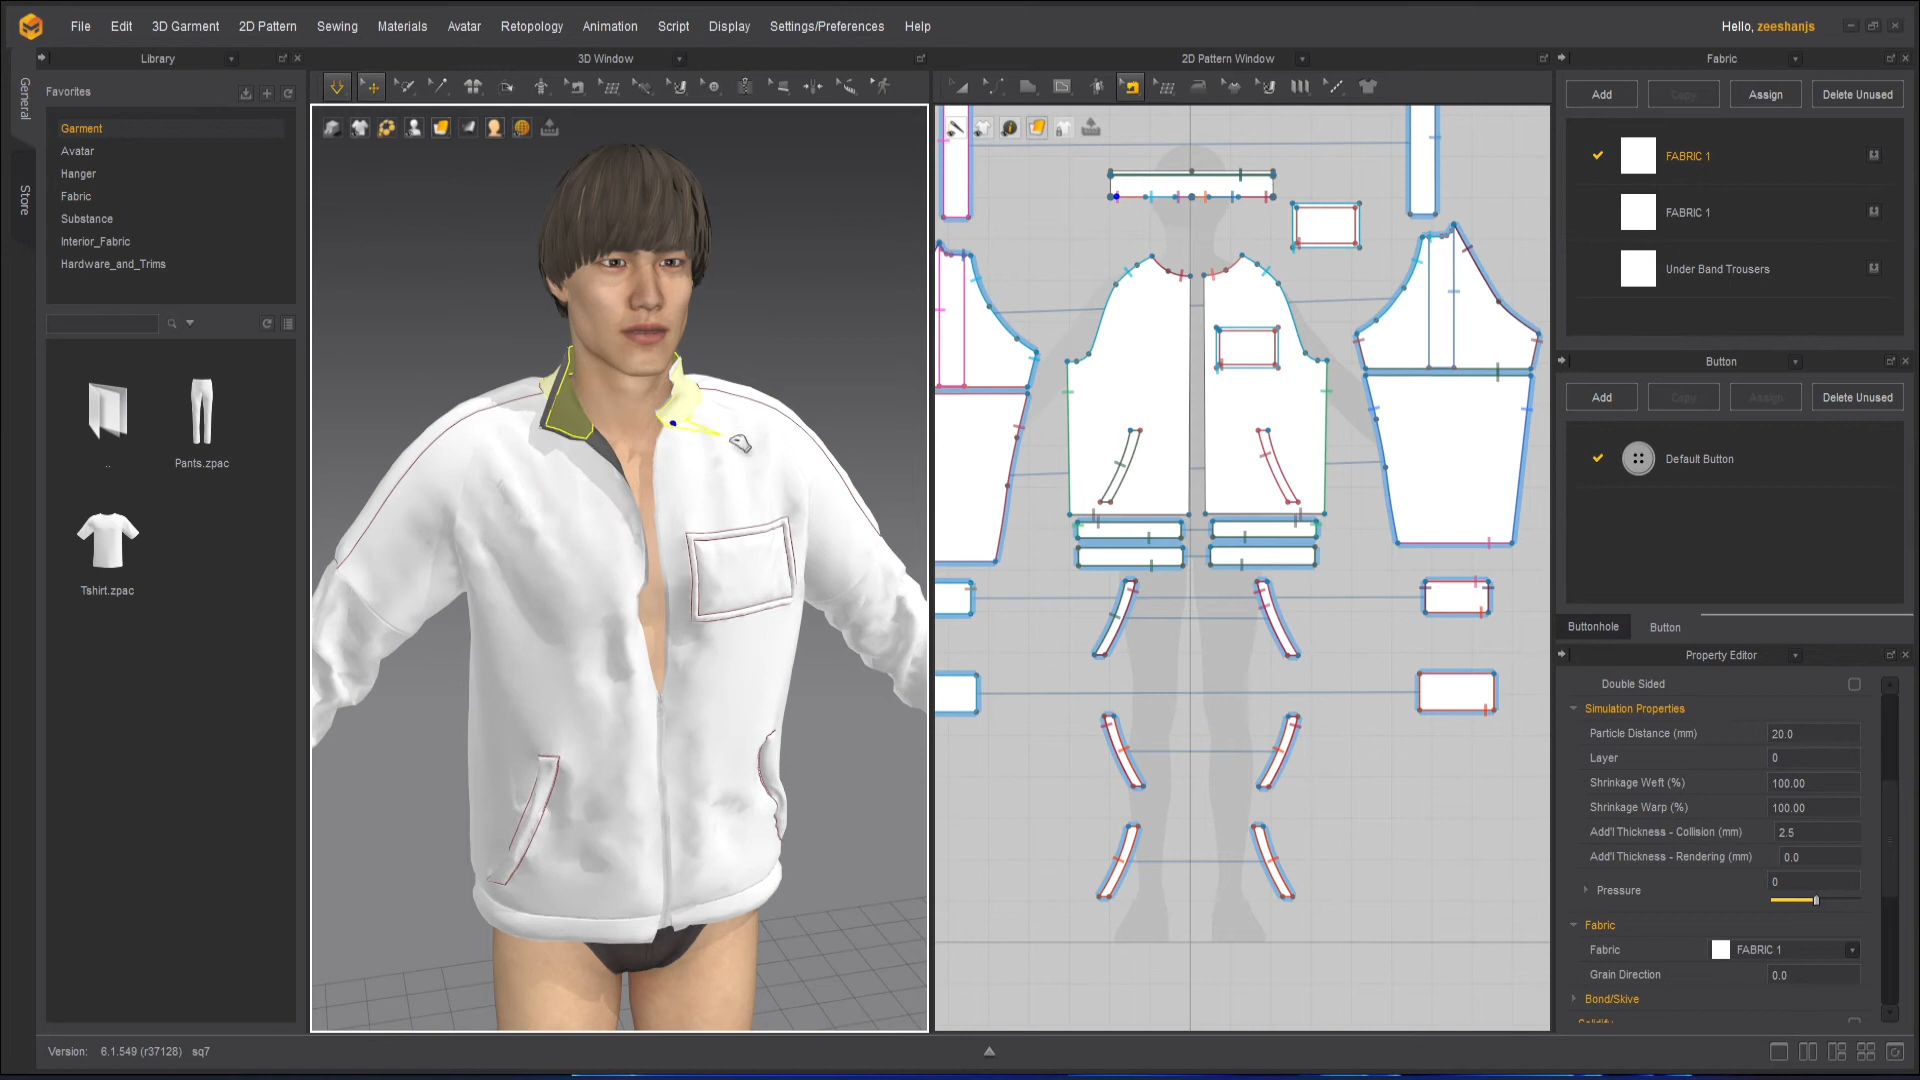 File Edit 3D Garment 2D Pattern Sewing Materials Avatar Retopology Animation Script Display Settings/Preferences Help
Hello, zeeshanjs
Library
3D Window
2D Pattern Window
Fabric
General
Store
Favorites
Garment
Avatar
Hanger
Fabric
Substance
Interior_Fabric
Hardware_and_Trims
..
Pants.zpac
Tshirt.zpac
Add Copy Assign Delete Unused
FABRIC 1
FABRIC 1
Under Band Trousers
Button
Add Copy Assign Delete Unused
Default Button
Buttonhole Button
Property Editor
Double Sided
Simulation Properties
Particle Distance (mm) 20.0
Layer 0
Shrinkage Weft (%) 100.00
Shrinkage Warp (%) 100.00
Add'l Thickness - Collision (mm) 2.5
Add'l Thickness - Rendering (mm) 0.0
Pressure 0
Fabric
Fabric FABRIC 1
Grain Direction 0.0
Bond/Skive
Solidify
Version: 6.1.549 (r37128) sq7